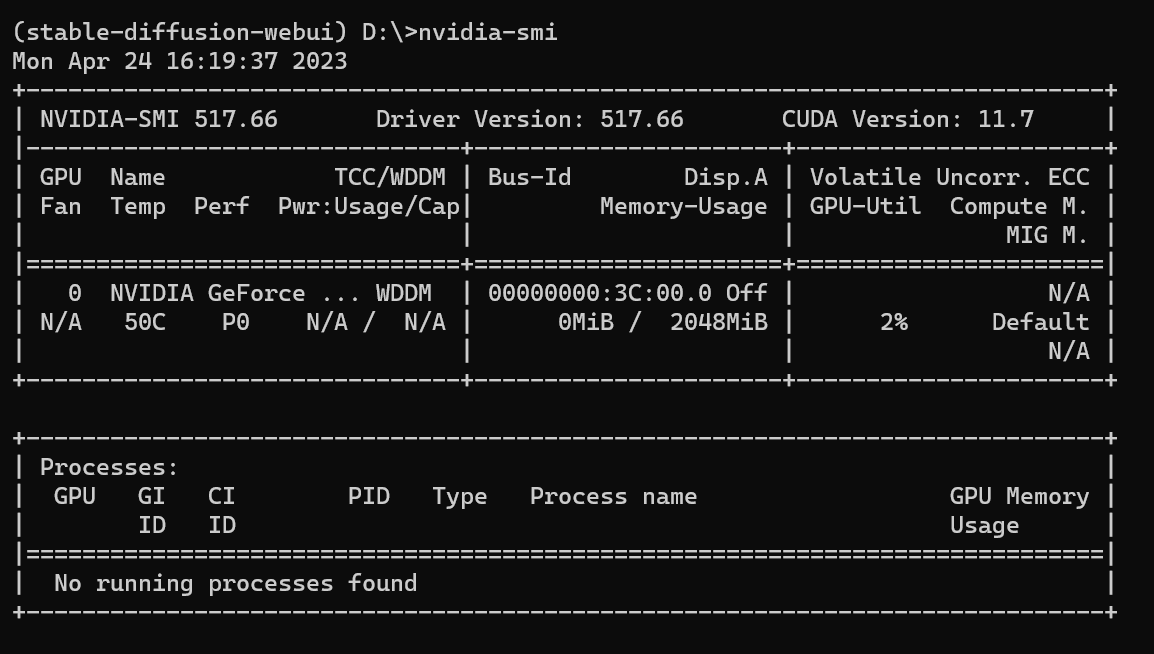 (stable-diffusion-webui) D:\>nvidia-smi
Mon Apr 24 16:19:37 2023
+-----------------------------------------------------------------------------+
| NVIDIA-SMI 517.66       Driver Version: 517.66       CUDA Version: 11.7     |
|-------------------------------+----------------------+----------------------+
| GPU  Name            TCC/WDDM | Bus-Id        Disp.A | Volatile Uncorr. ECC |
| Fan  Temp  Perf  Pwr:Usage/Cap|         Memory-Usage | GPU-Util  Compute M. |
|                               |                      |               MIG M. |
|===============================+======================+======================|
|   0  NVIDIA GeForce ... WDDM  | 00000000:3C:00.0 Off |                  N/A |
| N/A   50C    P0    N/A /  N/A |      0MiB /  2048MiB |      2%      Default |
|                               |                      |                  N/A |
+-------------------------------+----------------------+----------------------+

+-----------------------------------------------------------------------------+
| Processes:                                                                  |
|  GPU   GI   CI        PID   Type   Process name                  GPU Memory |
|        ID   ID                                                   Usage      |
|=============================================================================|
|  No running processes found                                                 |
+-----------------------------------------------------------------------------+